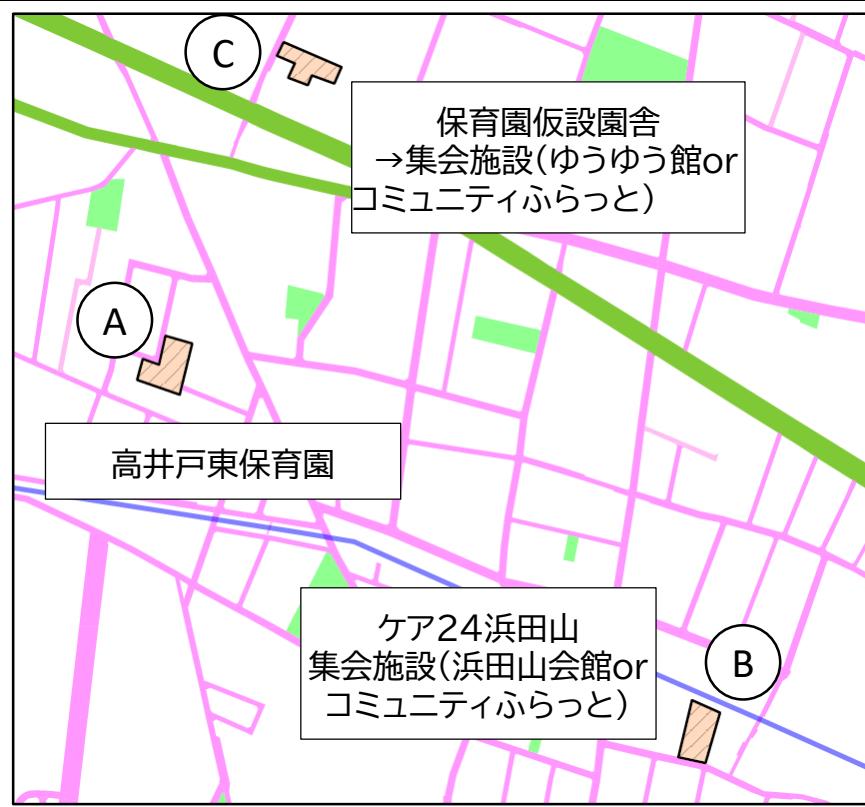 C
保育園仮設園舎
→集会施設(ゆうゆう館or
コミュニティふらっと)
A
高井戸東保育園
ケア24浜田山
集会施設(浜田山会館or
コミュニティふらっと)
B